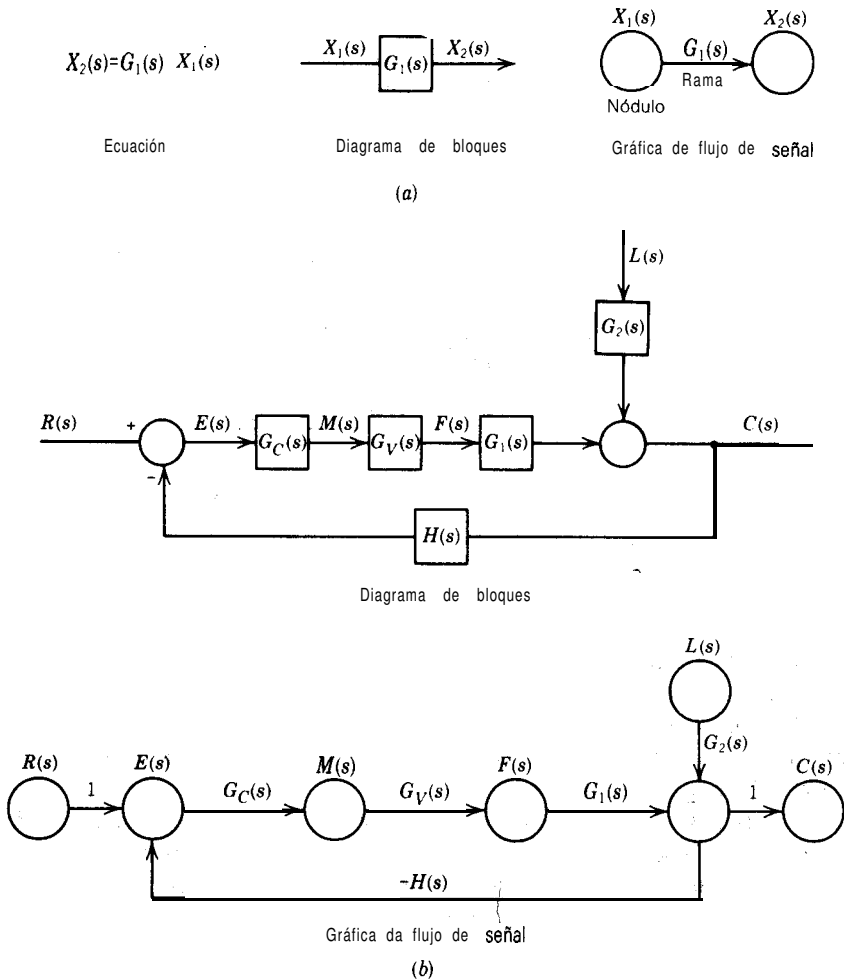 X₁(s) X₂(s)
X₂(s)=G₁(s) X₁(s) X₁(s) G₁(s) X₂(s) G₁(s)
Rama
Nódulo
Ecuación Diagrama de bloques Gráfica de flujo de señal
(a)
L(s)
G₂(s)
R(s) + E(s) G_C(s) M(s) G_V(s) F(s) G₁(s) C(s)
-
H(s)
Diagrama de bloques
L(s)
G₂(s)
R(s) E(s) M(s) F(s) C(s)
1 G_C(s) G_V(s) G₁(s) 1
-H(s)
Gráfica da flujo de señal
(b)